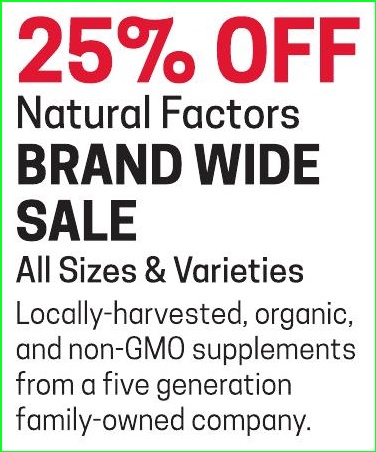 25% OFF
Natural Factors
BRAND WIDE
SALE
All Sizes & Varieties
Locally-harvested, organic,
and non-GMO supplements
from a five generation
family-owned company.